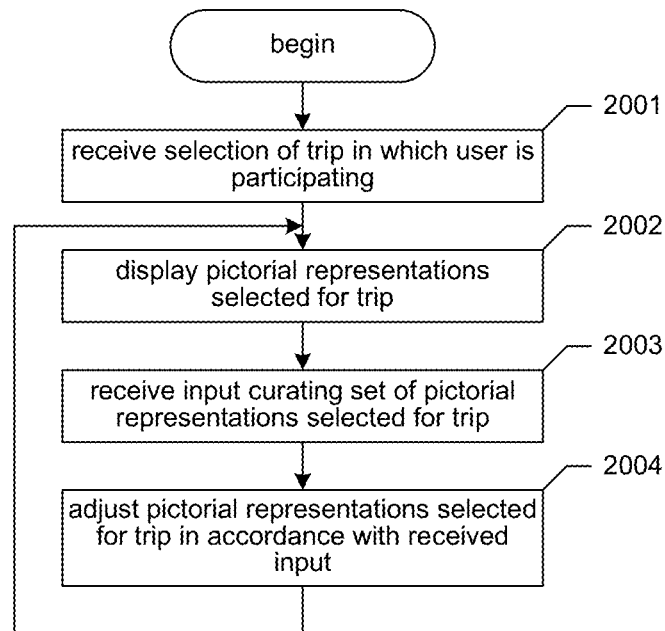 begin
2001
receive selection of trip in which user is
participating
2002
display pictorial representations
selected for trip
2003
receive input curating set of pictorial
representations selected for trip
2004
adjust pictorial representations selected
for trip in accordance with received
input